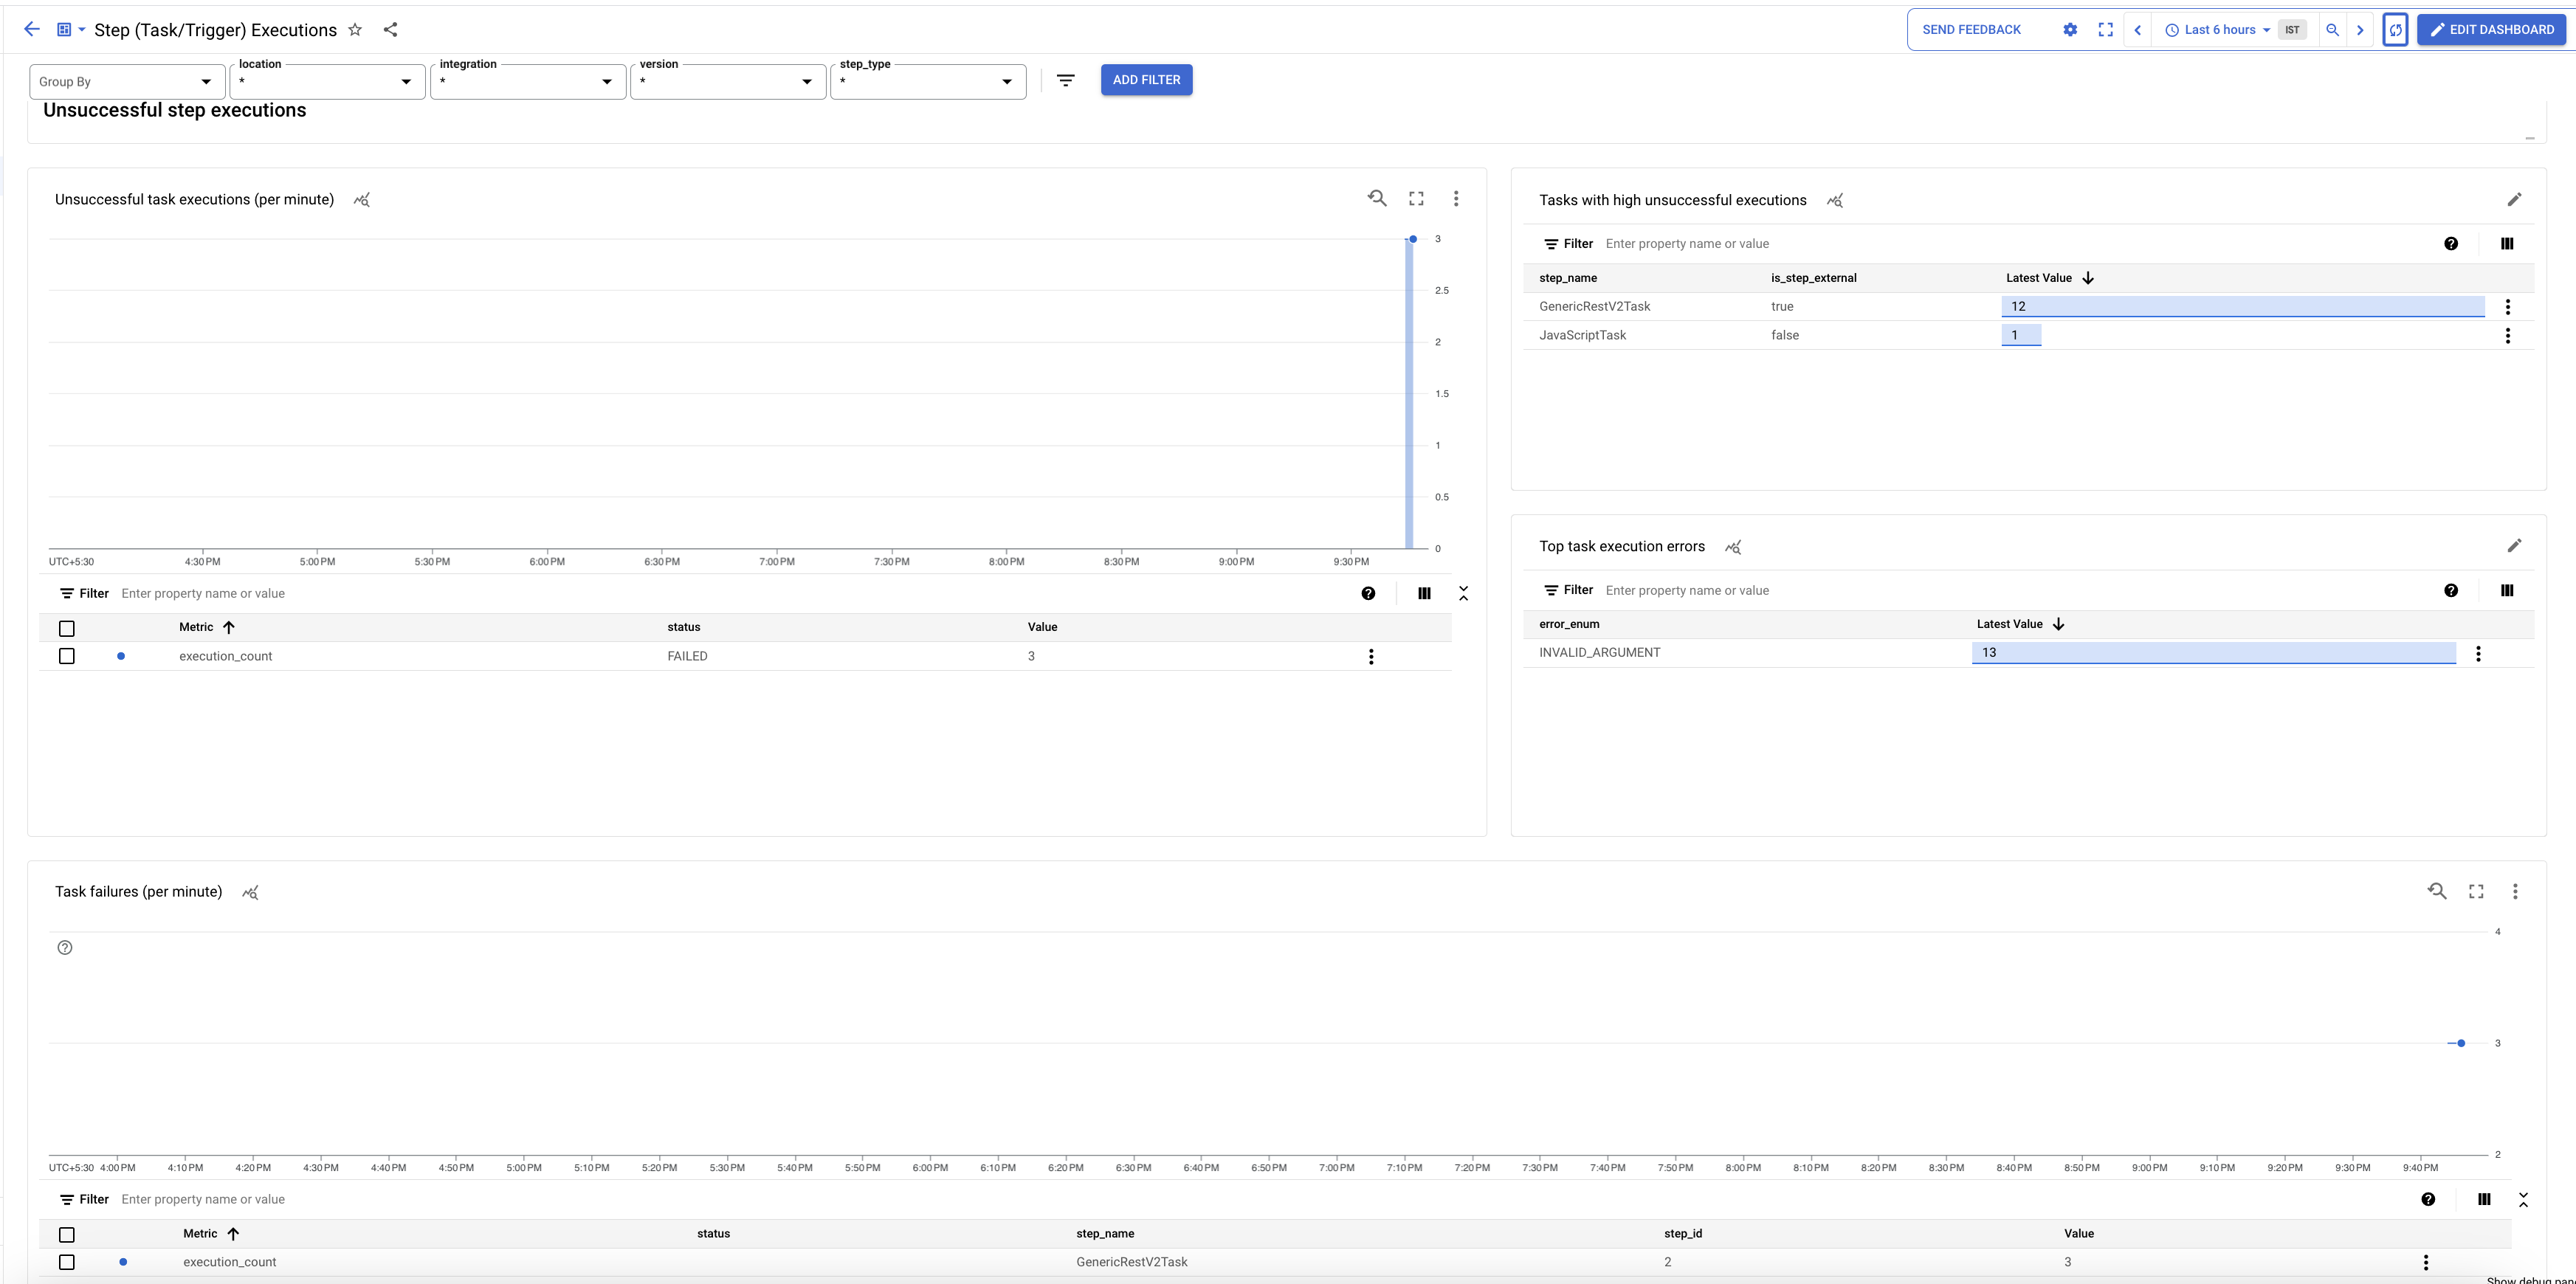 Step (Task/Trigger) Executions
SEND FEEDBACK
Last 6 hours
IST
EDIT DASHBOARD
Group By
location
*
integration
*
version
*
step_type
*
ADD FILTER
Unsuccessful step executions
Unsuccessful task executions (per minute)
3
2.5
2
1.5
1
0.5
0
UTC+5:30 4:30 PM 5:00 PM 5:30 PM 6:00 PM 6:30 PM 7:00 PM 7:30 PM 8:00 PM 8:30 PM 9:00 PM 9:30 PM
Filter Enter property name or value
Metric status Value
execution_count FAILED 3
Tasks with high unsuccessful executions
Filter Enter property name or value
step_name is_step_external Latest Value
GenericRestV2Task true 12
JavaScriptTask false 1
Top task execution errors
Filter Enter property name or value
error_enum Latest Value
INVALID_ARGUMENT 13
Task failures (per minute)
4
3
2
UTC+5:30 4:00 PM 4:10 PM 4:20 PM 4:30 PM 4:40 PM 4:50 PM 5:00 PM 5:10 PM 5:20 PM 5:30 PM 5:40 PM 5:50 PM 6:00 PM 6:10 PM 6:20 PM 6:30 PM 6:40 PM 6:50 PM 7:00 PM 7:10 PM 7:20 PM 7:30 PM 7:40 PM 7:50 PM 8:00 PM 8:10 PM 8:20 PM 8:30 PM 8:40 PM 8:50 PM 9:00 PM 9:10 PM 9:20 PM 9:30 PM 9:40 PM
Filter Enter property name or value
Metric status step_name step_id Value
execution_count GenericRestV2Task 2 3
Show debug